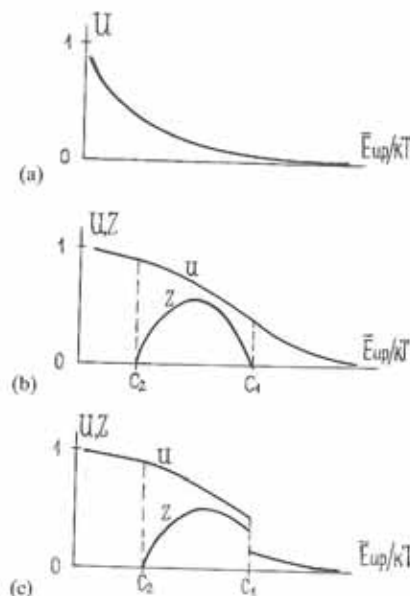 U
1
Ēup/kT
0
(a)
U,Z
1
u
z
Ēup/kT
0
C₂ C₁
(b)
U,Z
1
u
z
Ēup/kT
0
C₂ C₁
(c)